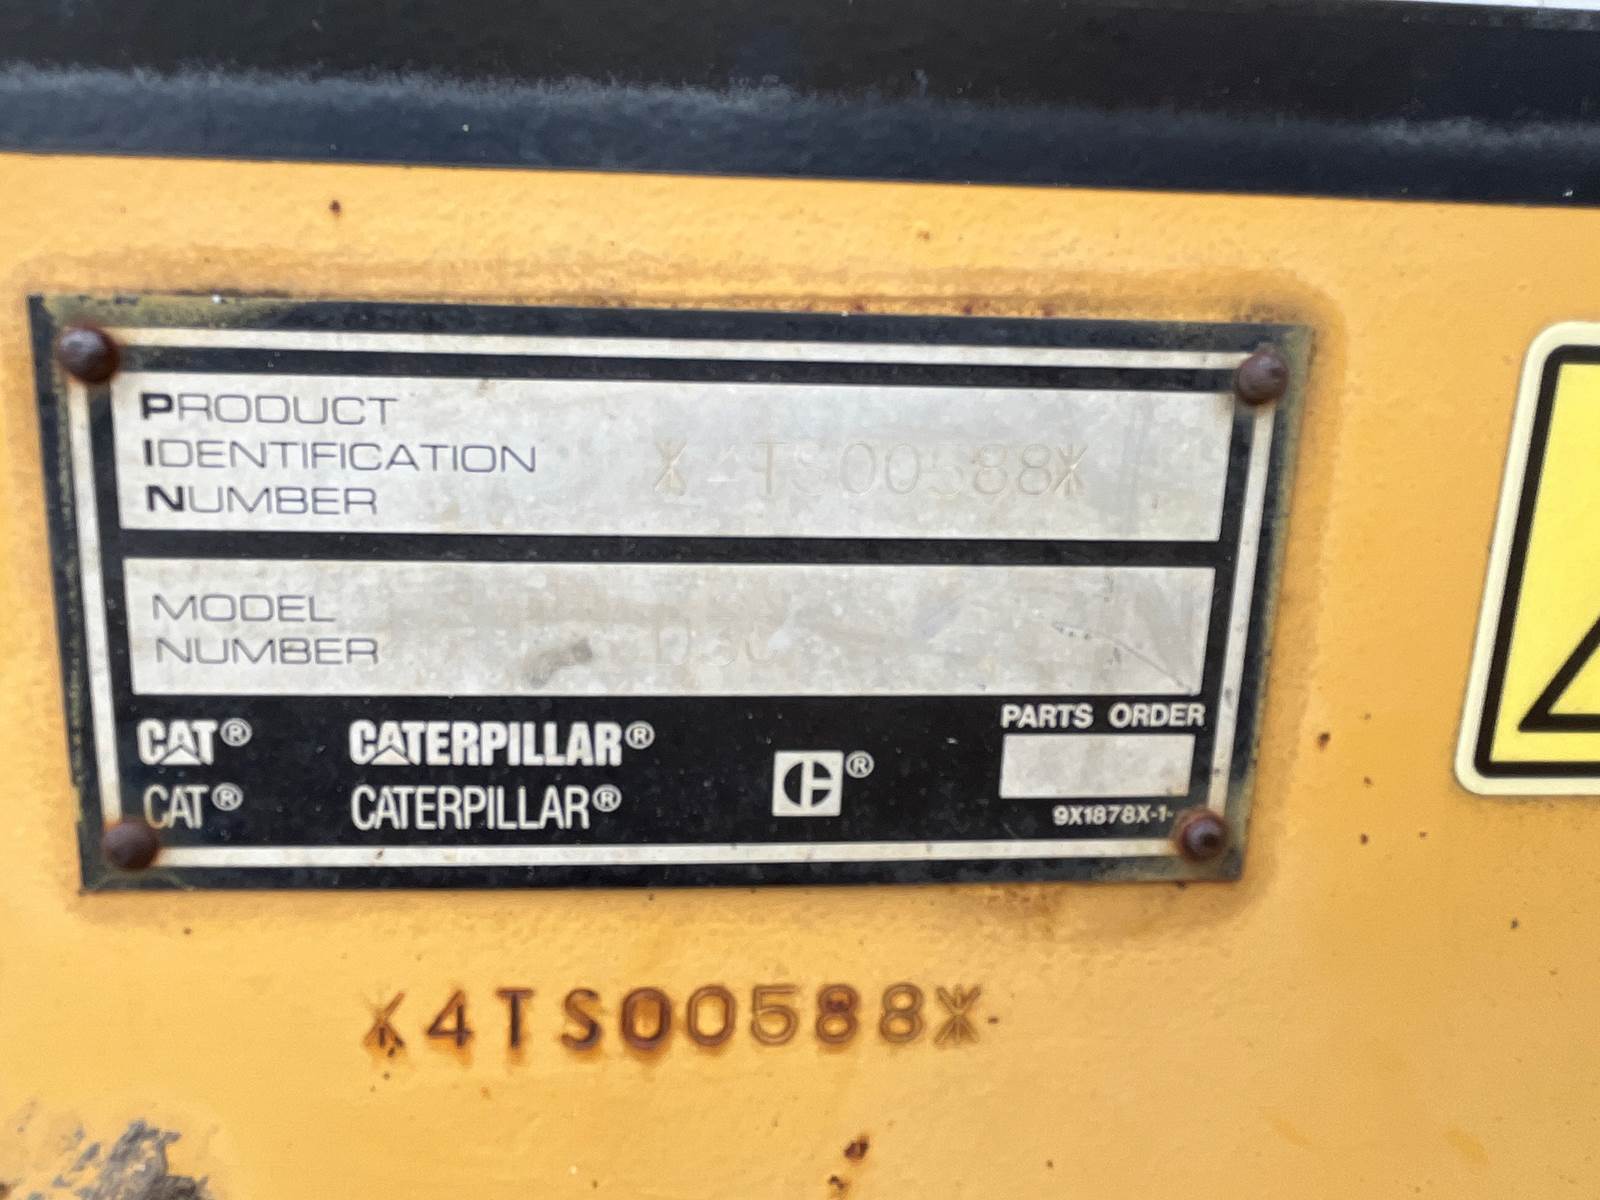 PRODUCT
IDENTIFICATION
NUMBER
*4TS00588*
MODEL
NUMBER
CAT® CATERPILLAR®
CAT® CATERPILLAR®
C®
PARTS ORDER
9X1878X-1-
*4TS00588*